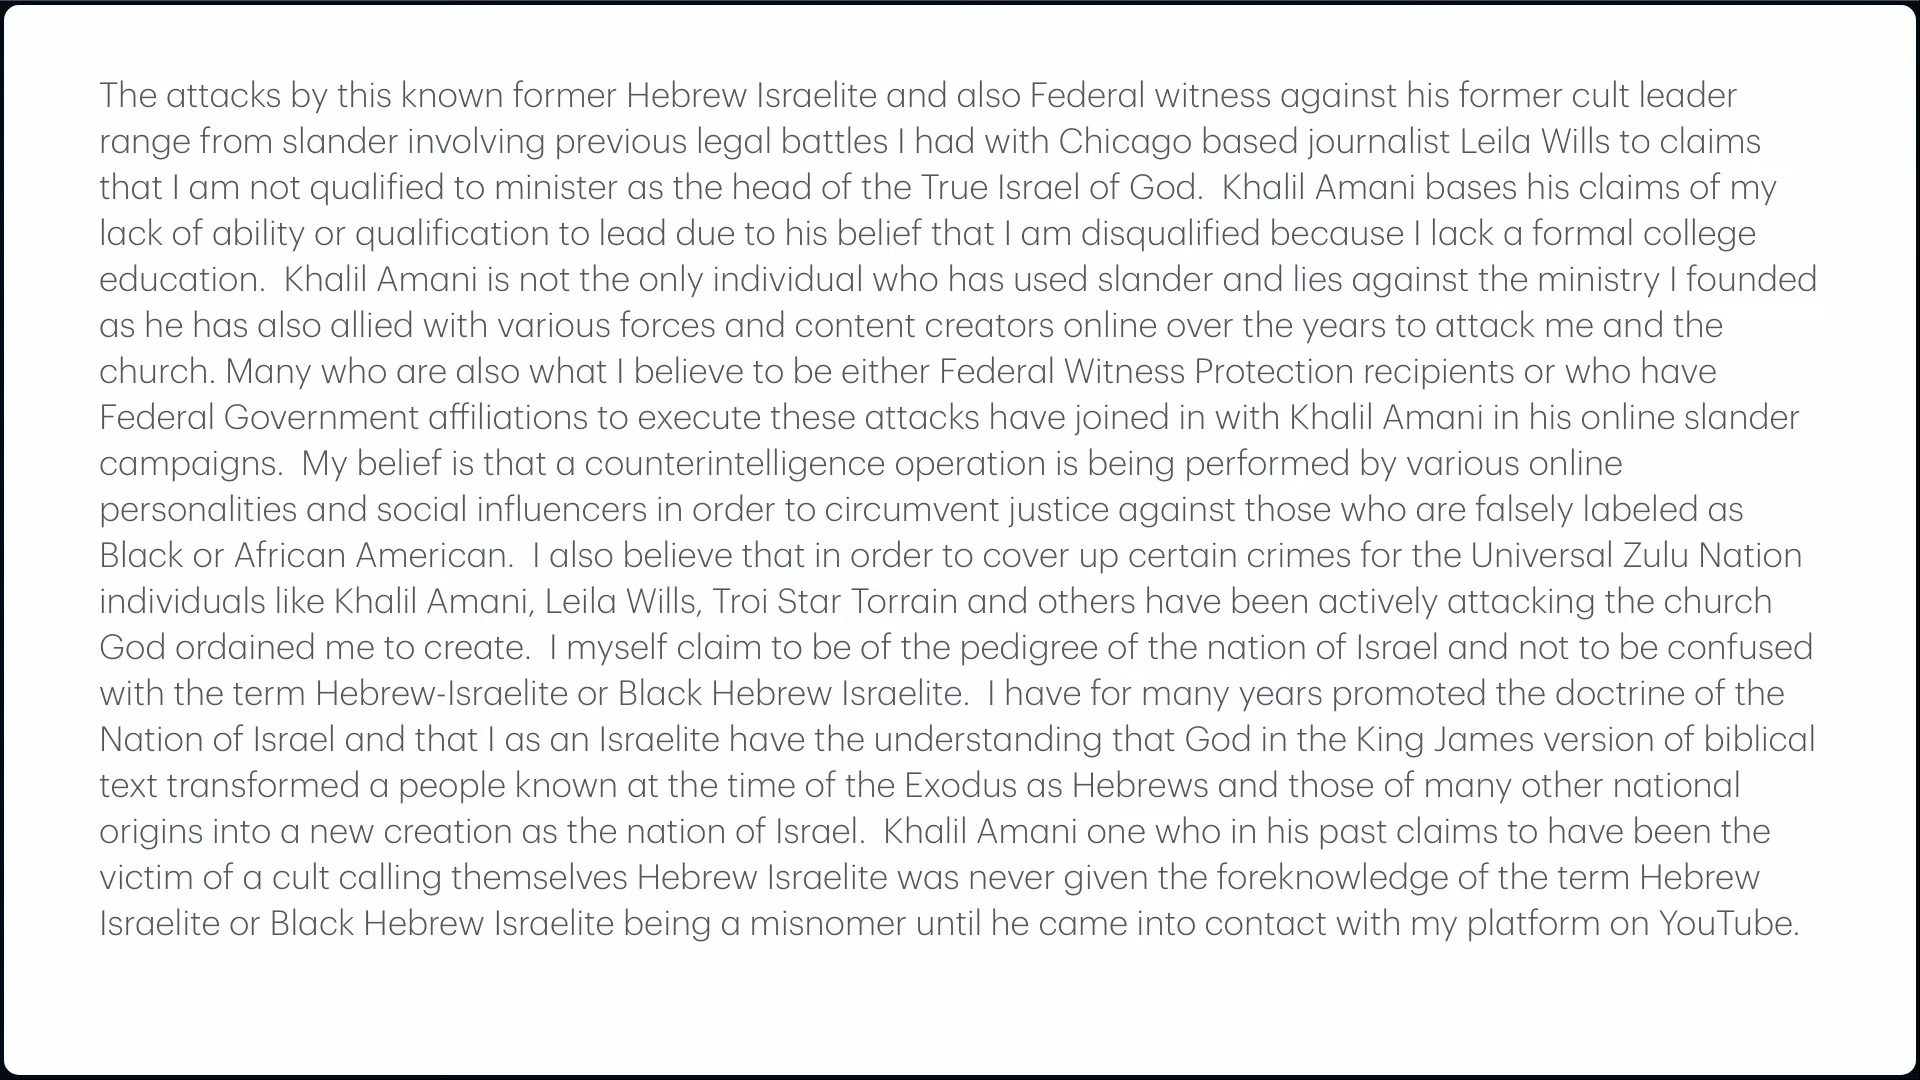 The attacks by this known former Hebrew Israelite and also Federal witness against his former cult leader
range from slander involving previous legal battles I had with Chicago based journalist Leila Wills to claims
that I am not qualified to minister as the head of the True Israel of God.  Khalil Amani bases his claims of my
lack of ability or qualification to lead due to his belief that I am disqualified because I lack a formal college
education.  Khalil Amani is not the only individual who has used slander and lies against the ministry I founded
as he has also allied with various forces and content creators online over the years to attack me and the
church. Many who are also what I believe to be either Federal Witness Protection recipients or who have
Federal Government affiliations to execute these attacks have joined in with Khalil Amani in his online slander
campaigns.  My belief is that a counterintelligence operation is being performed by various online
personalities and social influencers in order to circumvent justice against those who are falsely labeled as
Black or African American.  I also believe that in order to cover up certain crimes for the Universal Zulu Nation
individuals like Khalil Amani, Leila Wills, Troi Star Torrain and others have been actively attacking the church
God ordained me to create.  I myself claim to be of the pedigree of the nation of Israel and not to be confused
with the term Hebrew-Israelite or Black Hebrew Israelite.  I have for many years promoted the doctrine of the
Nation of Israel and that I as an Israelite have the understanding that God in the King James version of biblical
text transformed a people known at the time of the Exodus as Hebrews and those of many other national
origins into a new creation as the nation of Israel.  Khalil Amani one who in his past claims to have been the
victim of a cult calling themselves Hebrew Israelite was never given the foreknowledge of the term Hebrew
Israelite or Black Hebrew Israelite being a misnomer until he came into contact with my platform on YouTube.